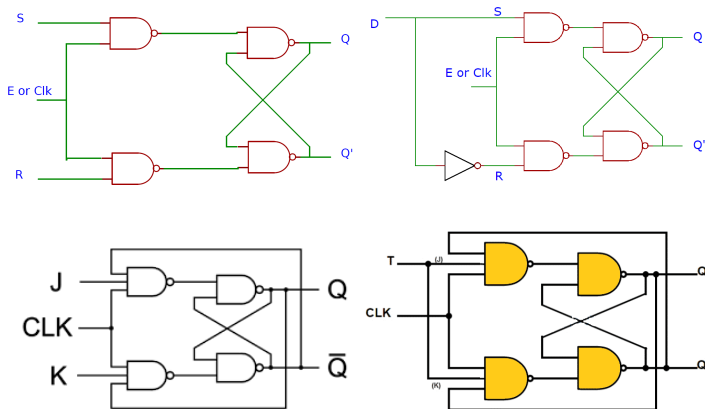 S
Q
E or Clk
R
Q'
D
S
Q
E or Clk
R
Q'
J
Q
CLK
K
Q̅
T
(J)
Q
CLK
(K)
Q